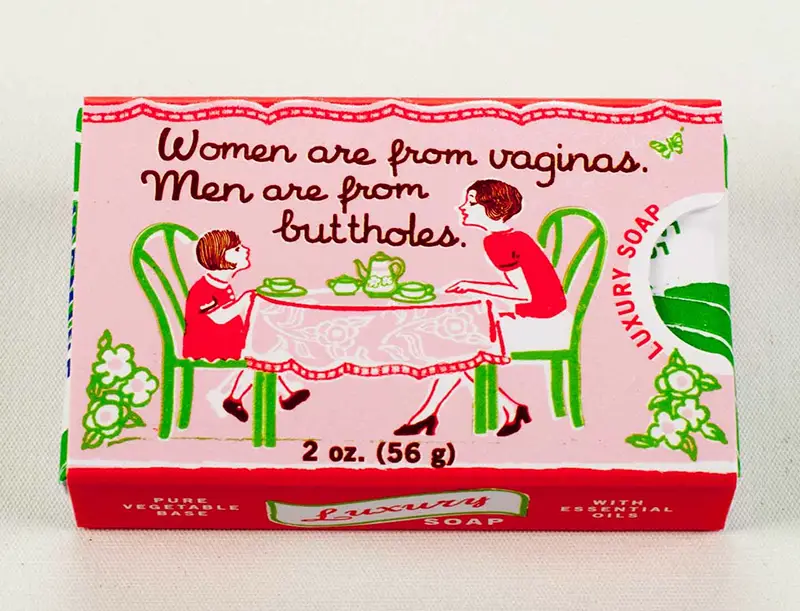 Women are from vaginas.
Men are from
buttholes.
LUXURY SOAP
2 oz. (56 g)
PURE
VEGETABLE
BASE
Luxury
SOAP
WITH
ESSENTIAL
OILS